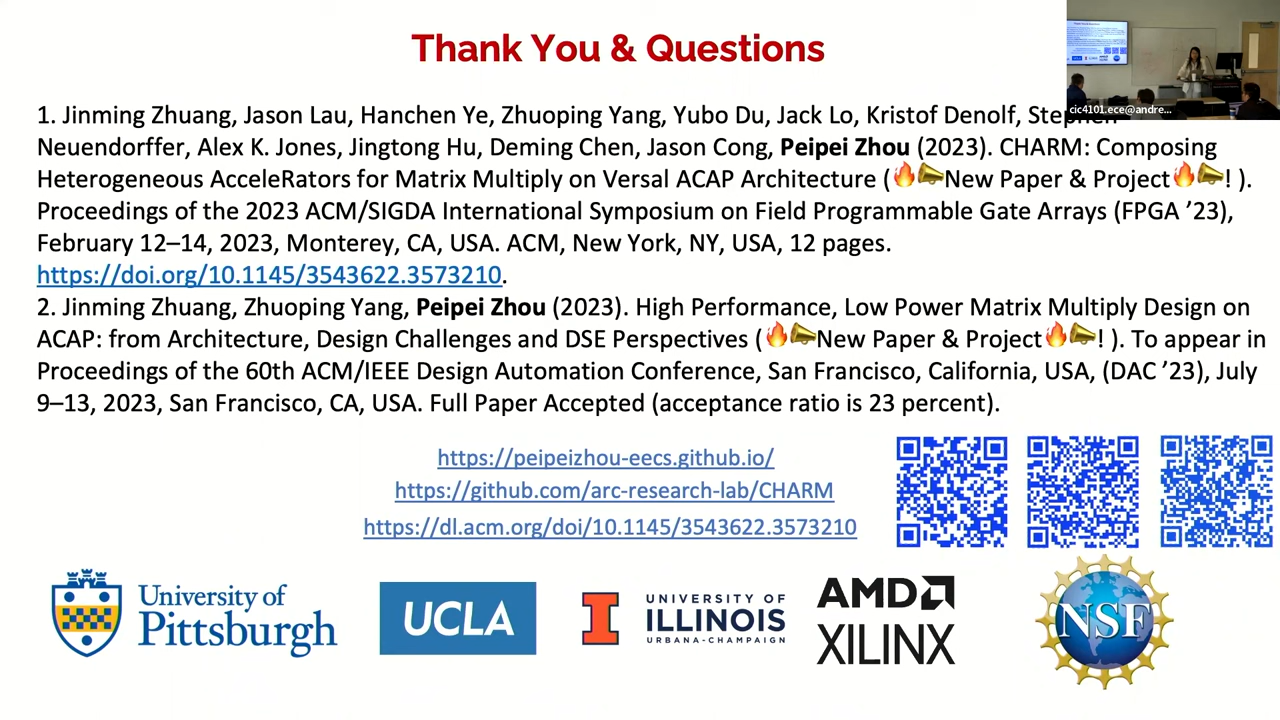 Thank You & Questions
cic4101.ece@andre...
1. Jinming Zhuang, Jason Lau, Hanchen Ye, Zhuoping Yang, Yubo Du, Jack Lo, Kristof Denolf, Stephen
Neuendorffer, Alex K. Jones, Jingtong Hu, Deming Chen, Jason Cong, Peipei Zhou (2023). CHARM: Composing
Heterogeneous AcceleRators for Matrix Multiply on Versal ACAP Architecture (🔥📣New Paper & Project🔥📣! ).
Proceedings of the 2023 ACM/SIGDA International Symposium on Field Programmable Gate Arrays (FPGA ’23),
February 12–14, 2023, Monterey, CA, USA. ACM, New York, NY, USA, 12 pages.
https://doi.org/10.1145/3543622.3573210.
2. Jinming Zhuang, Zhuoping Yang, Peipei Zhou (2023). High Performance, Low Power Matrix Multiply Design on
ACAP: from Architecture, Design Challenges and DSE Perspectives (🔥📣New Paper & Project🔥📣! ). To appear in
Proceedings of the 60th ACM/IEEE Design Automation Conference, San Francisco, California, USA, (DAC ’23), July
9–13, 2023, San Francisco, CA, USA. Full Paper Accepted (acceptance ratio is 23 percent).
https://peipeizhou-eecs.github.io/
https://github.com/arc-research-lab/CHARM
https://dl.acm.org/doi/10.1145/3543622.3573210
University of
Pittsburgh
UCLA
I
UNIVERSITY OF
ILLINOIS
URBANA-CHAMPAIGN
AMD
XILINX
NSF